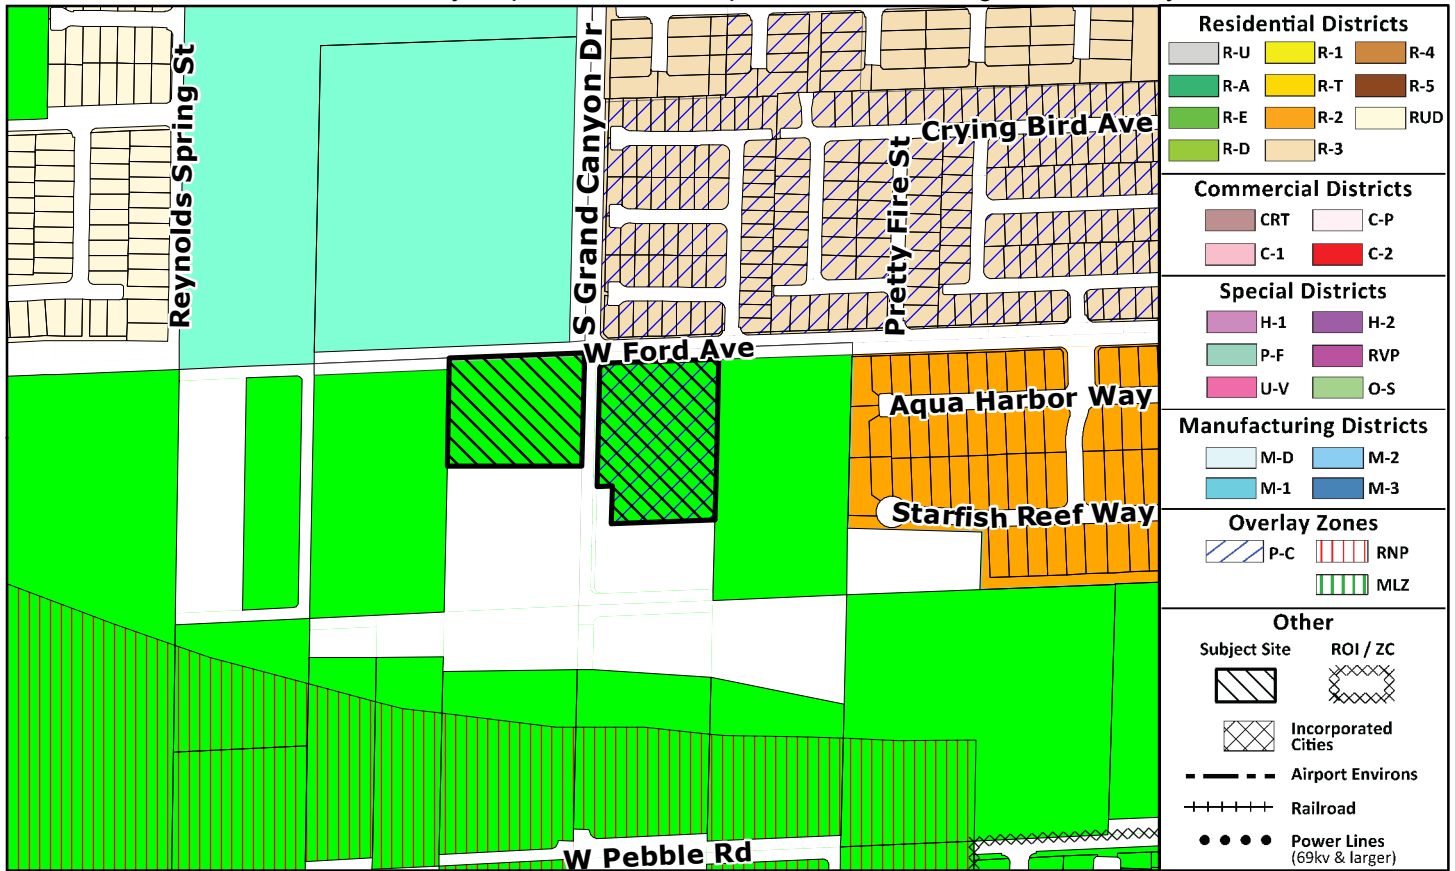 Reynolds Spring St
S Grand Canyon Dr
Crying Bird Ave
Pretty Fire St
W Ford Ave
Aqua Harbor Way
Starfish Reef Way
W Pebble Rd
Residential Districts
R-U R-1 R-4
R-A R-T R-5
R-E R-2 RUD
R-D R-3
Commercial Districts
CRT C-P
C-1 C-2
Special Districts
H-1 H-2
P-F RVP
U-V O-S
Manufacturing Districts
M-D M-2
M-1 M-3
Overlay Zones
P-C RNP
MLZ
Other
Subject Site ROI / ZC
Incorporated
Cities
Airport Environs
Railroad
Power Lines
(69kv & larger)